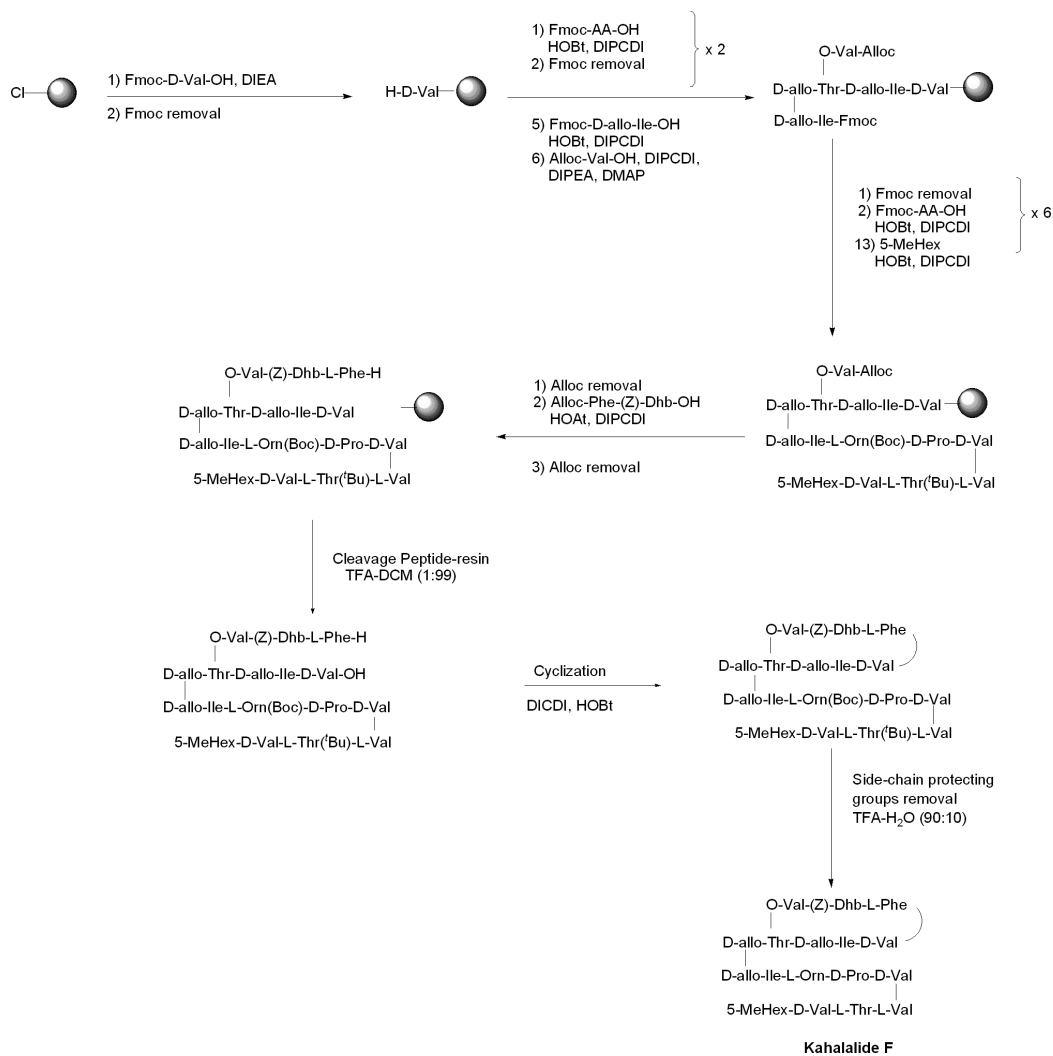 Cl
1) Fmoc-D-Val-OH, DIEA
2) Fmoc removal
H-D-Val
1) Fmoc-AA-OH
HOBt, DIPCDI
2) Fmoc removal
x 2
5) Fmoc-D-allo-Ile-OH
HOBt, DIPCDI
6) Alloc-Val-OH, DIPCDI,
DIPEA, DMAP
O-Val-Alloc
D-allo-Thr-D-allo-Ile-D-Val
D-allo-Ile-Fmoc
1) Fmoc removal
2) Fmoc-AA-OH
HOBt, DIPCDI
13) 5-MeHex
HOBt, DIPCDI
x 6
O-Val-Alloc
D-allo-Thr-D-allo-Ile-D-Val
D-allo-Ile-L-Orn(Boc)-D-Pro-D-Val
5-MeHex-D-Val-L-Thr(tBu)-L-Val
1) Alloc removal
2) Alloc-Phe-(Z)-Dhb-OH
HOAt, DIPCDI
3) Alloc removal
O-Val-(Z)-Dhb-L-Phe-H
D-allo-Thr-D-allo-Ile-D-Val
D-allo-Ile-L-Orn(Boc)-D-Pro-D-Val
5-MeHex-D-Val-L-Thr(tBu)-L-Val
Cleavage Peptide-resin
TFA-DCM (1:99)
O-Val-(Z)-Dhb-L-Phe-H
D-allo-Thr-D-allo-Ile-D-Val-OH
D-allo-Ile-L-Orn(Boc)-D-Pro-D-Val
5-MeHex-D-Val-L-Thr(tBu)-L-Val
Cyclization
DICDI, HOBt
O-Val-(Z)-Dhb-L-Phe
D-allo-Thr-D-allo-Ile-D-Val
D-allo-Ile-L-Orn(Boc)-D-Pro-D-Val
5-MeHex-D-Val-L-Thr(tBu)-L-Val
Side-chain protecting
groups removal
TFA-H2O (90:10)
O-Val-(Z)-Dhb-L-Phe
D-allo-Thr-D-allo-Ile-D-Val
D-allo-Ile-L-Orn-D-Pro-D-Val
5-MeHex-D-Val-L-Thr-L-Val
Kahalalide F